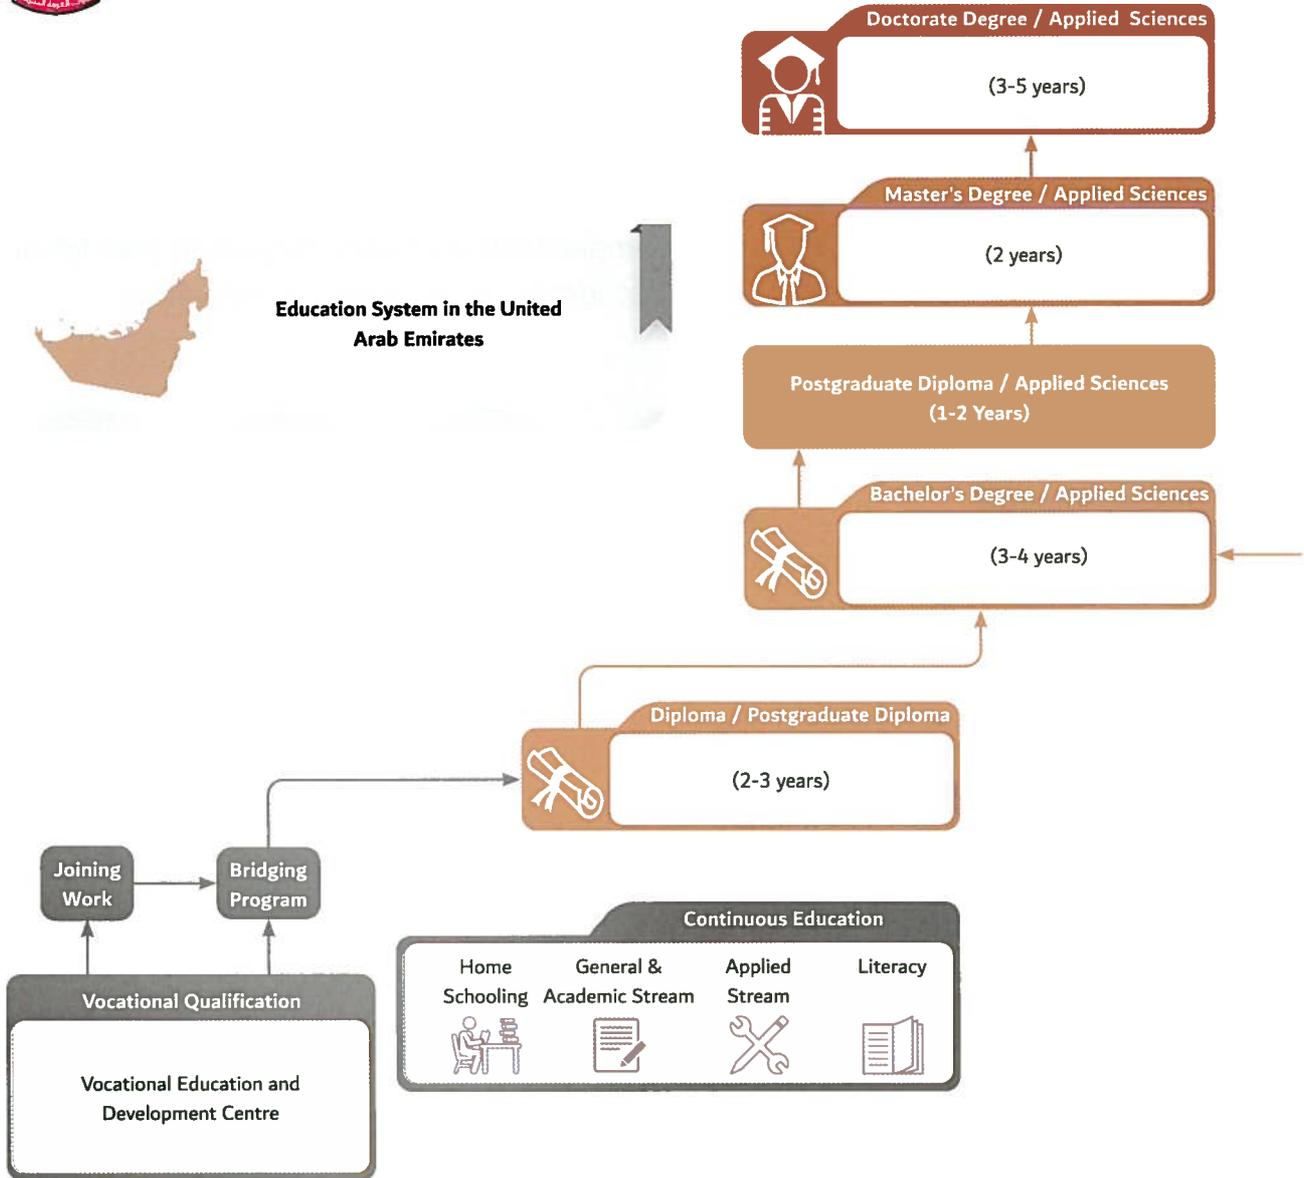 Doctorate Degree / Applied Sciences
(3-5 years)
Master's Degree / Applied Sciences
(2 years)
Education System in the United
Arab Emirates
Postgraduate Diploma / Applied Sciences
(1-2 Years)
Bachelor's Degree / Applied Sciences
(3-4 years)
Diploma / Postgraduate Diploma
(2-3 years)
Joining
Work
Bridging
Program
Continuous Education
Home
Schooling
General &
Academic Stream
Applied
Stream
Literacy
Vocational Qualification
Vocational Education and
Development Centre